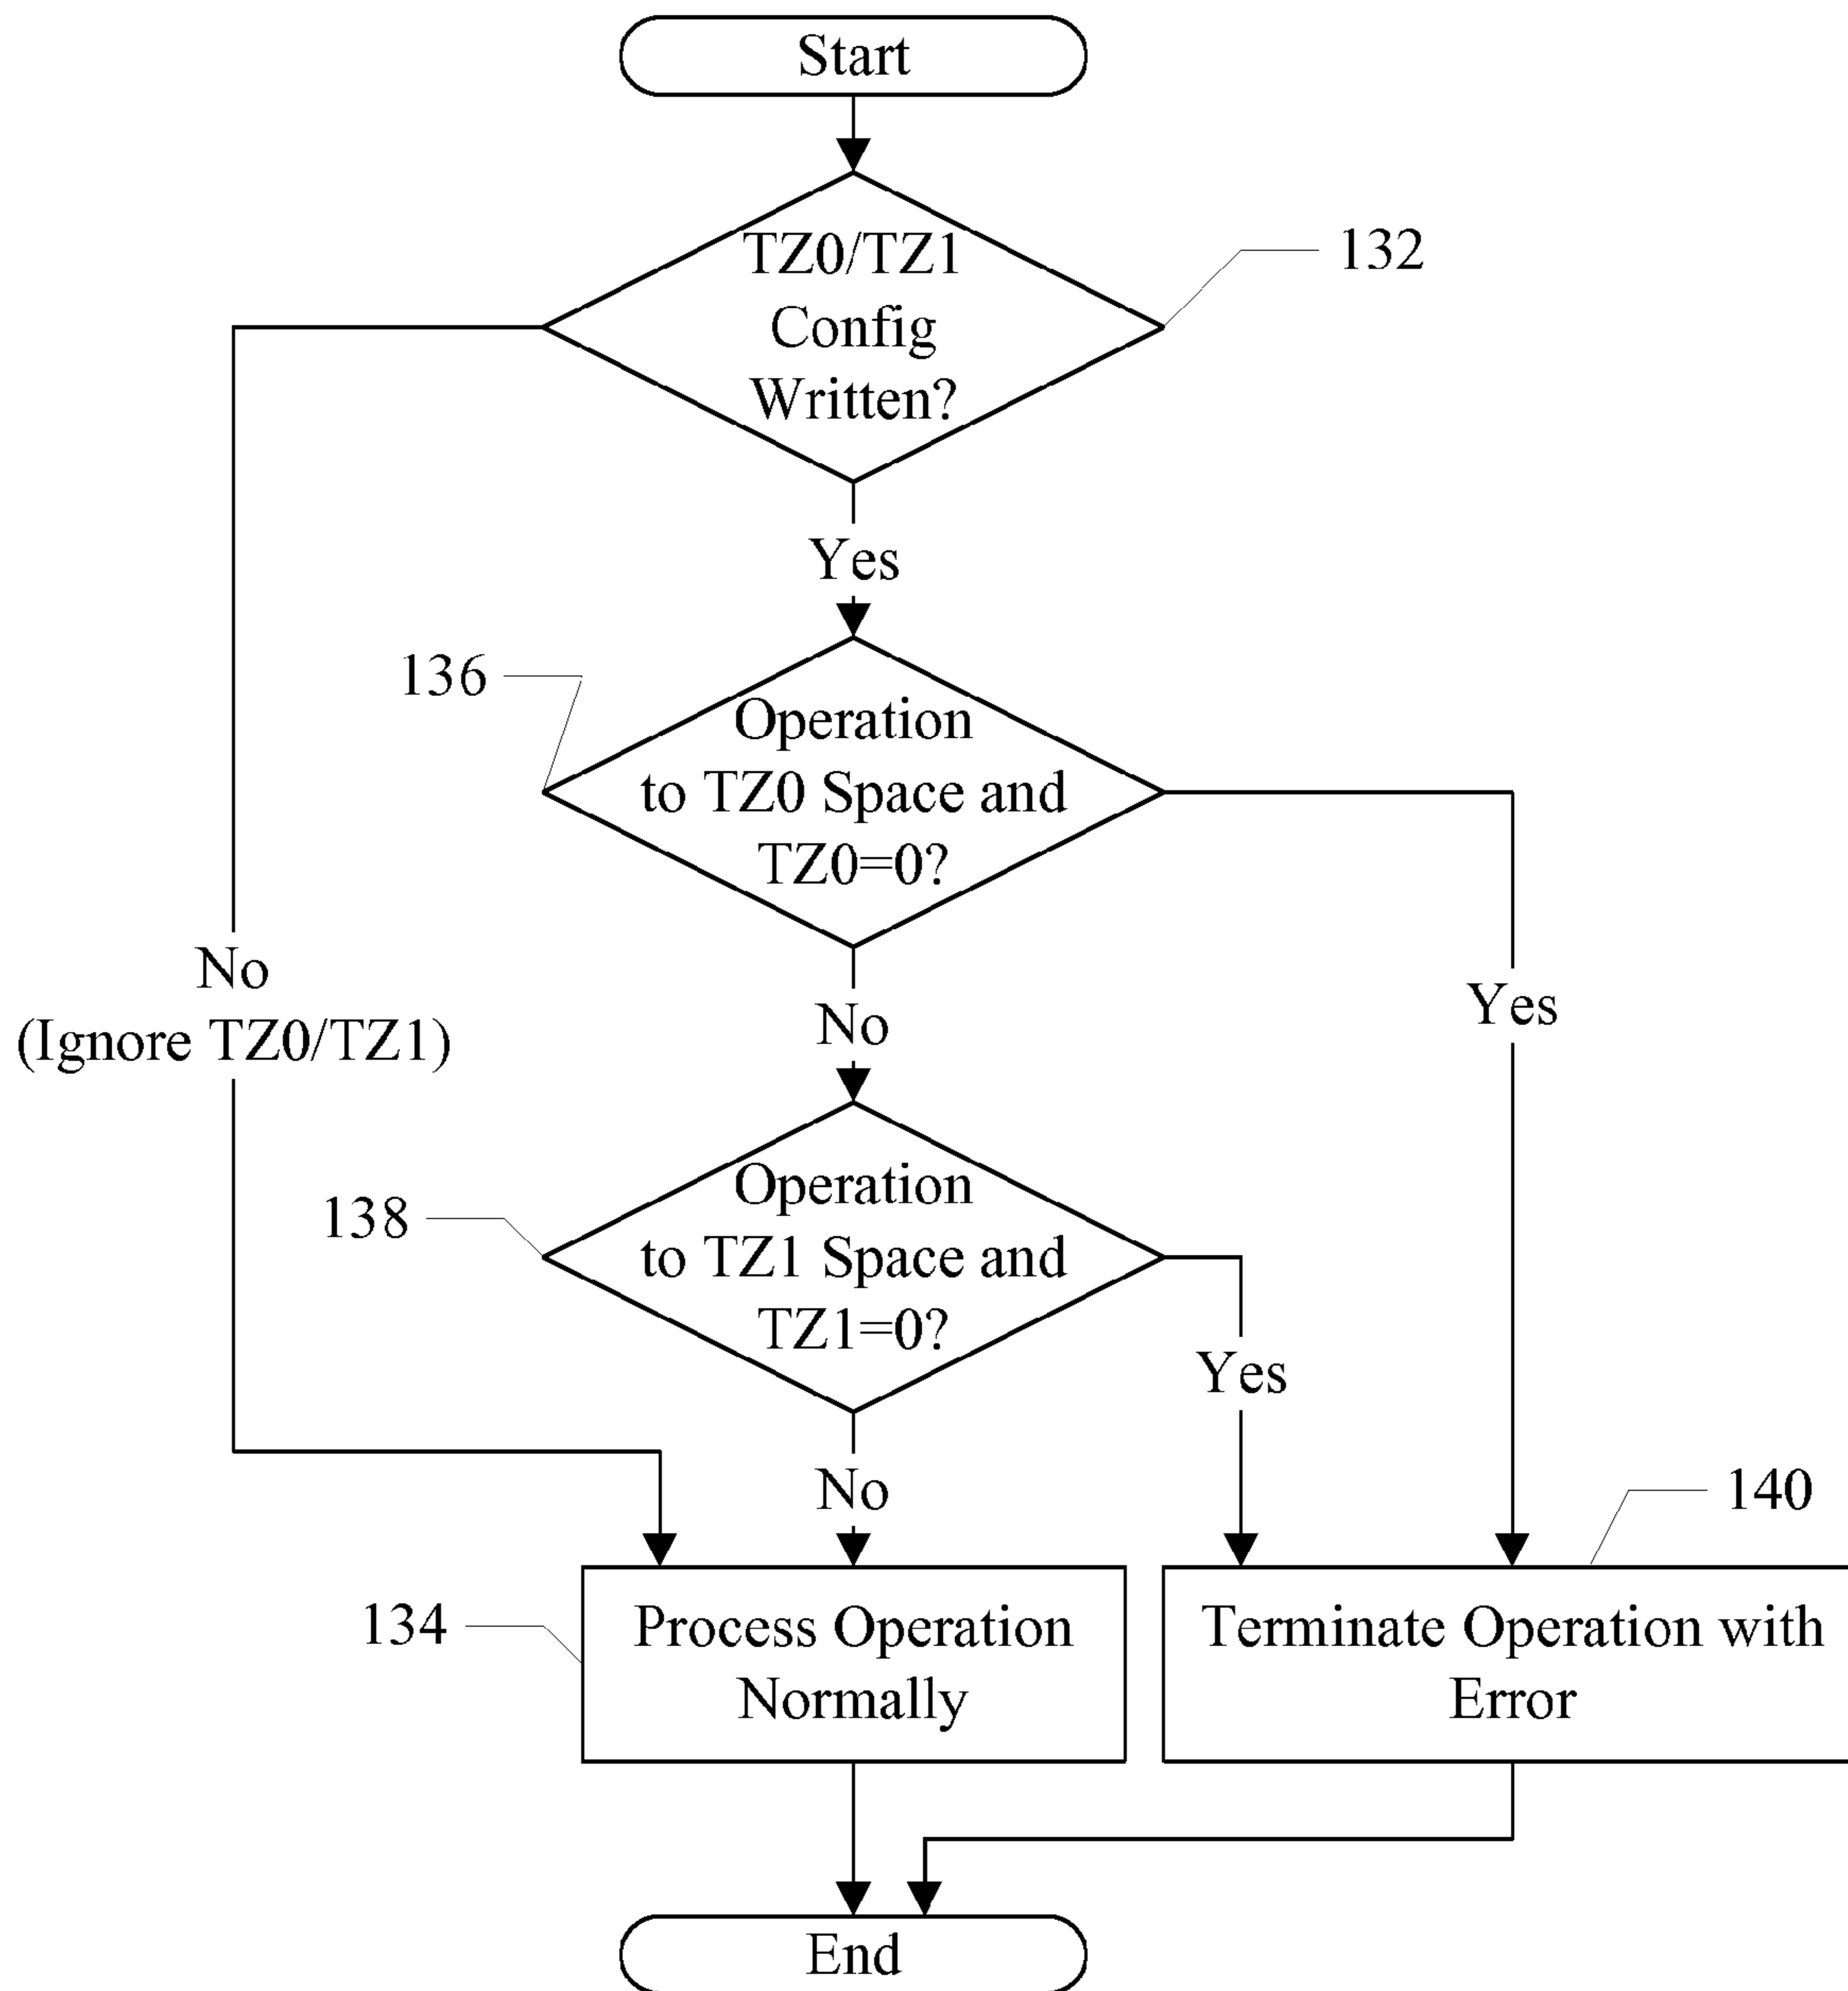 Start
TZ0/TZ1
Config
Written?
132
Yes
136
Operation
to TZ0 Space and
TZ0=0?
No
(Ignore TZ0/TZ1)
Yes
No
138
Operation
to TZ1 Space and
TZ1=0?
Yes
No
140
134
Process Operation
Normally
Terminate Operation with
Error
End